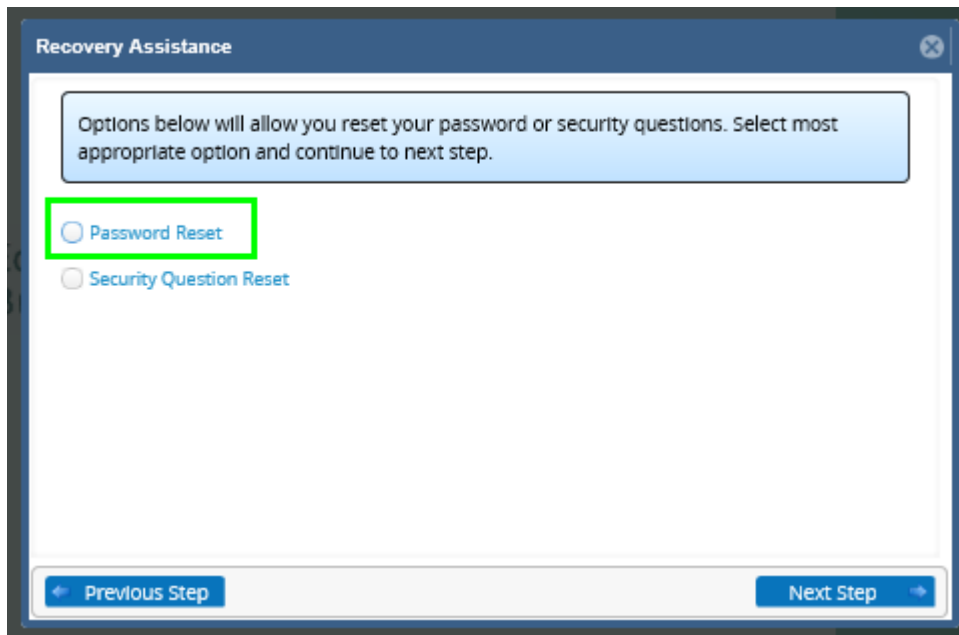 Recovery Assistance
Options below will allow you reset your password or security questions. Select most
appropriate option and continue to next step.
Password Reset
Security Question Reset
Previous Step
Next Step